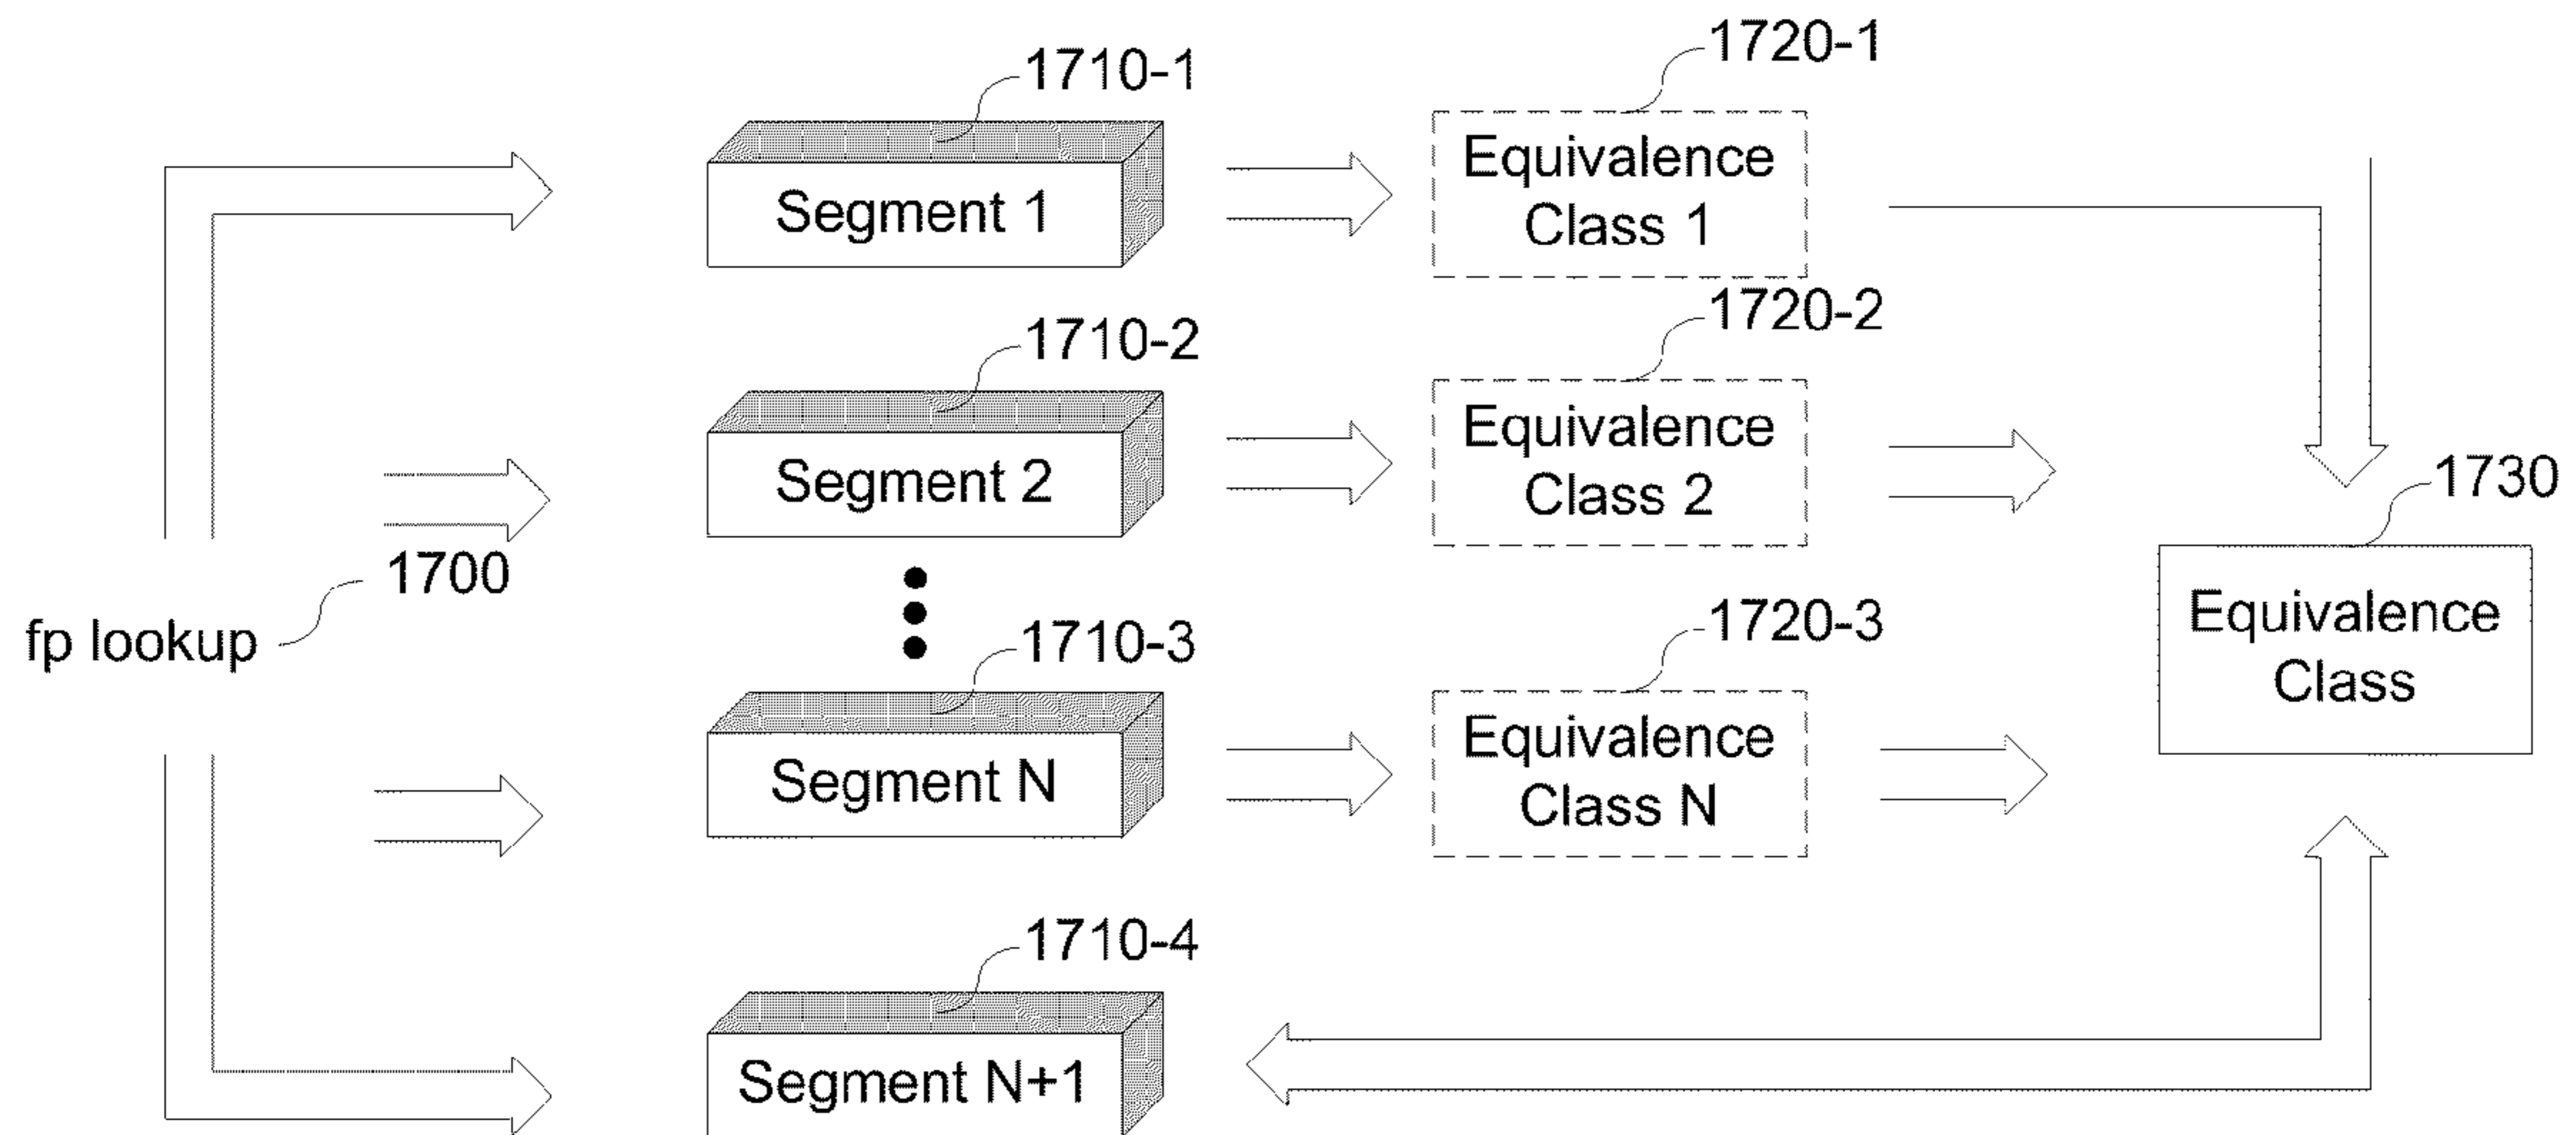 1720-1
1710-1
Equivalence
Class 1
Segment 1
1720-2
1710-2
Equivalence
Class 2
Segment 2
1730
1700
fp lookup
1720-3
1710-3
Equivalence
Class
Equivalence
Class N
Segment N
1710-4
Segment N+1